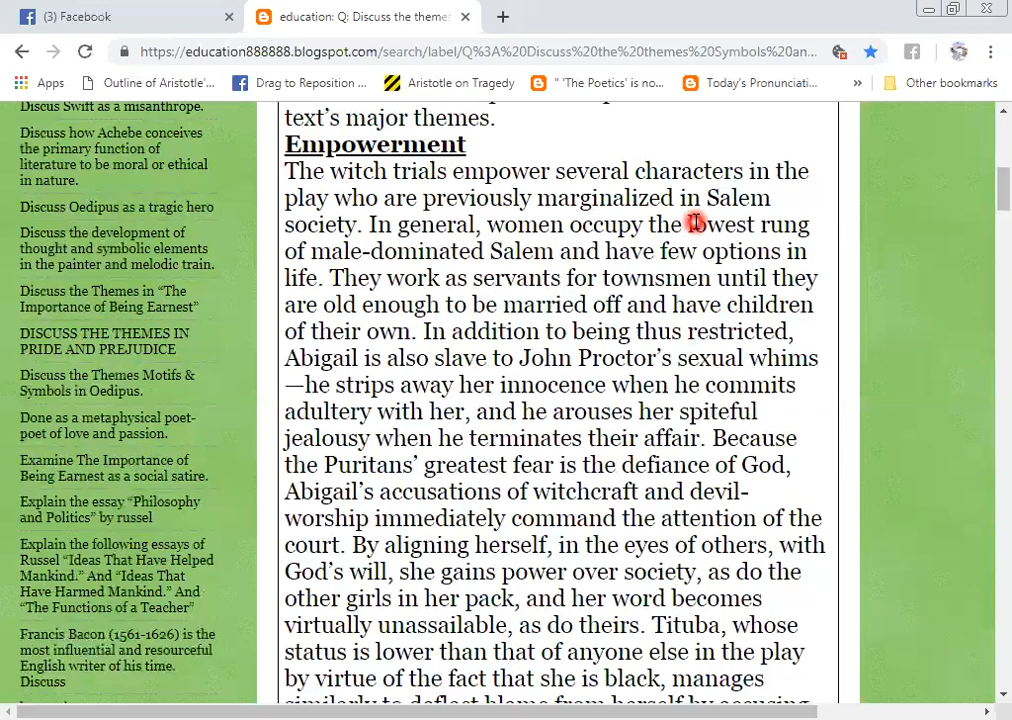 (3) Facebook
education: Q: Discuss the theme
https://education888888.blogspot.com/search/label/Q%3A%20Discuss%20the%20themes%20Symbols%20an...
Apps
Outline of Aristotle'...
Drag to Reposition ...
Aristotle on Tragedy
" 'The Poetics' is no...
Today's Pronunciati...
»
Other bookmarks
Discus Swift as a misanthrope.
Discuss how Achebe conceives
the primary function of
literature to be moral or ethical
in nature.
Discuss Oedipus as a tragic hero
Discuss the development of
thought and symbolic elements
in the painter and melodic train.
Discuss the Themes in “The
Importance of Being Earnest”
DISCUSS THE THEMES IN
PRIDE AND PREJUDICE
Discuss the Themes Motifs &
Symbols in Oedipus.
Done as a metaphysical poet-
poet of love and passion.
Examine The Importance of
Being Earnest as a social satire.
Explain the essay “Philosophy
and Politics” by russel
Explain the following essays of
Russel “Ideas That Have Helped
Mankind.” And “Ideas That
Have Harmed Mankind.” And
“The Functions of a Teacher”
Francis Bacon (1561-1626) is the
most influential and resourceful
English writer of his time.
Discuss
text’s major themes.
Empowerment
The witch trials empower several characters in the
play who are previously marginalized in Salem
society. In general, women occupy the lowest rung
of male-dominated Salem and have few options in
life. They work as servants for townsmen until they
are old enough to be married off and have children
of their own. In addition to being thus restricted,
Abigail is also slave to John Proctor’s sexual whims
—he strips away her innocence when he commits
adultery with her, and he arouses her spiteful
jealousy when he terminates their affair. Because
the Puritans’ greatest fear is the defiance of God,
Abigail’s accusations of witchcraft and devil-
worship immediately command the attention of the
court. By aligning herself, in the eyes of others, with
God’s will, she gains power over society, as do the
other girls in her pack, and her word becomes
virtually unassailable, as do theirs. Tituba, whose
status is lower than that of anyone else in the play
by virtue of the fact that she is black, manages
similarly to deflect blame from herself by accusing